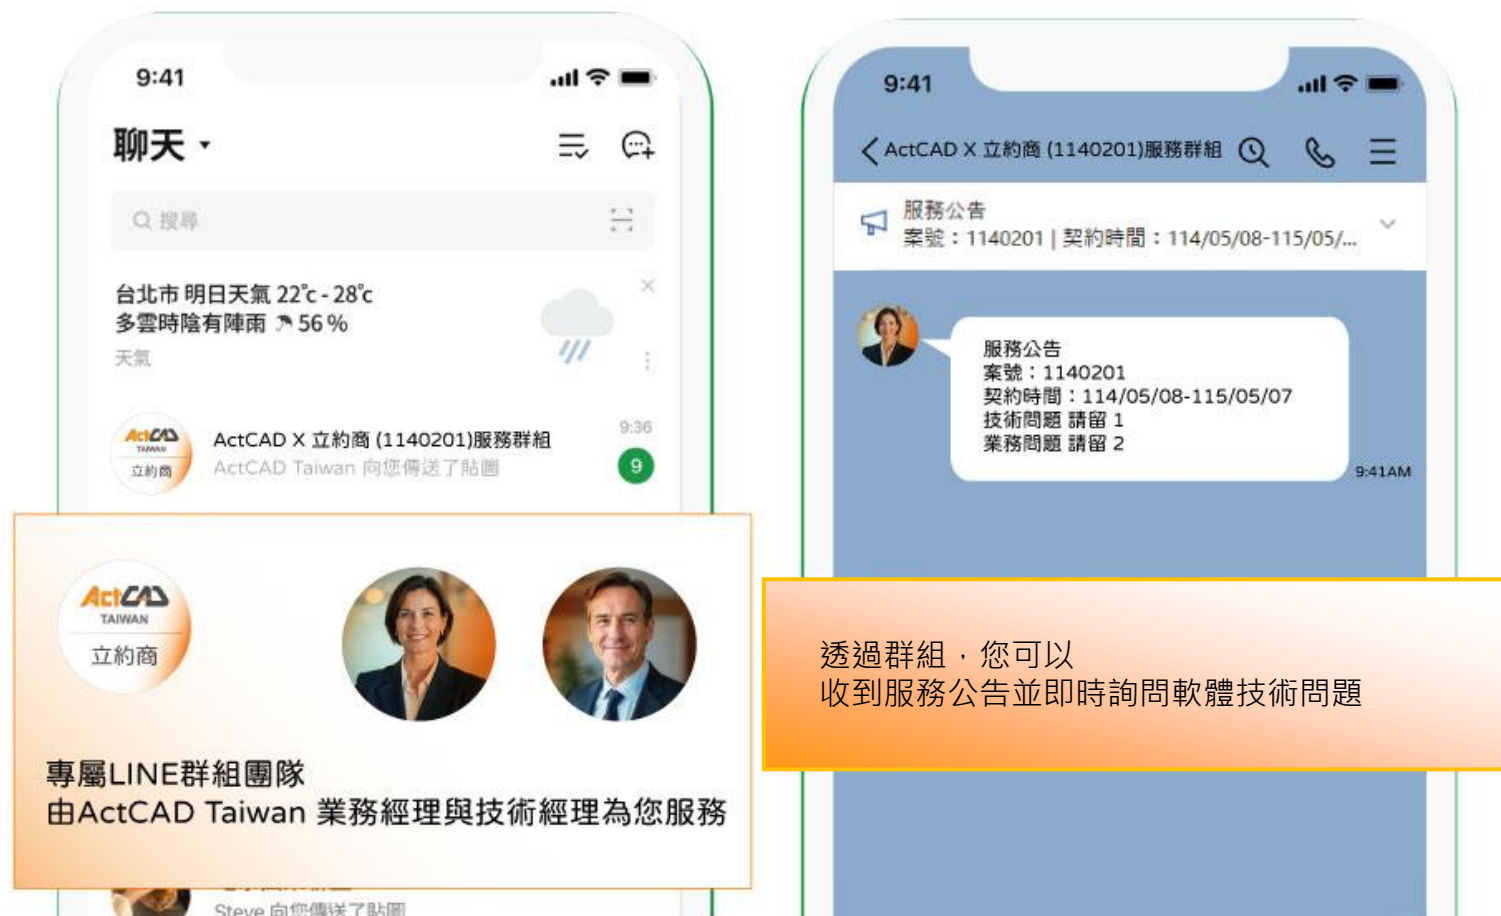 9:41
聊天
搜尋
台北市 明日天氣 22°c - 28°c
多雲時陰有陣雨 56 %
天氣
ActCAD
TAIWAN
立約商
ActCAD X 立約商 (1140201)服務群組
9:36
ActCAD Taiwan 向您傳送了貼圖
9
ActCAD
TAIWAN
立約商
專屬LINE群組團隊
由ActCAD Taiwan 業務經理與技術經理為您服務
Steve 向您傳送了貼圖
9:41
ActCAD X 立約商 (1140201)服務群組
服務公告
案號：1140201 | 契約時間：114/05/08-115/05/...
服務公告
案號：1140201
契約時間：114/05/08-115/05/07
技術問題 請留 1
業務問題 請留 2
9:41AM
透過群組，您可以
收到服務公告並即時詢問軟體技術問題